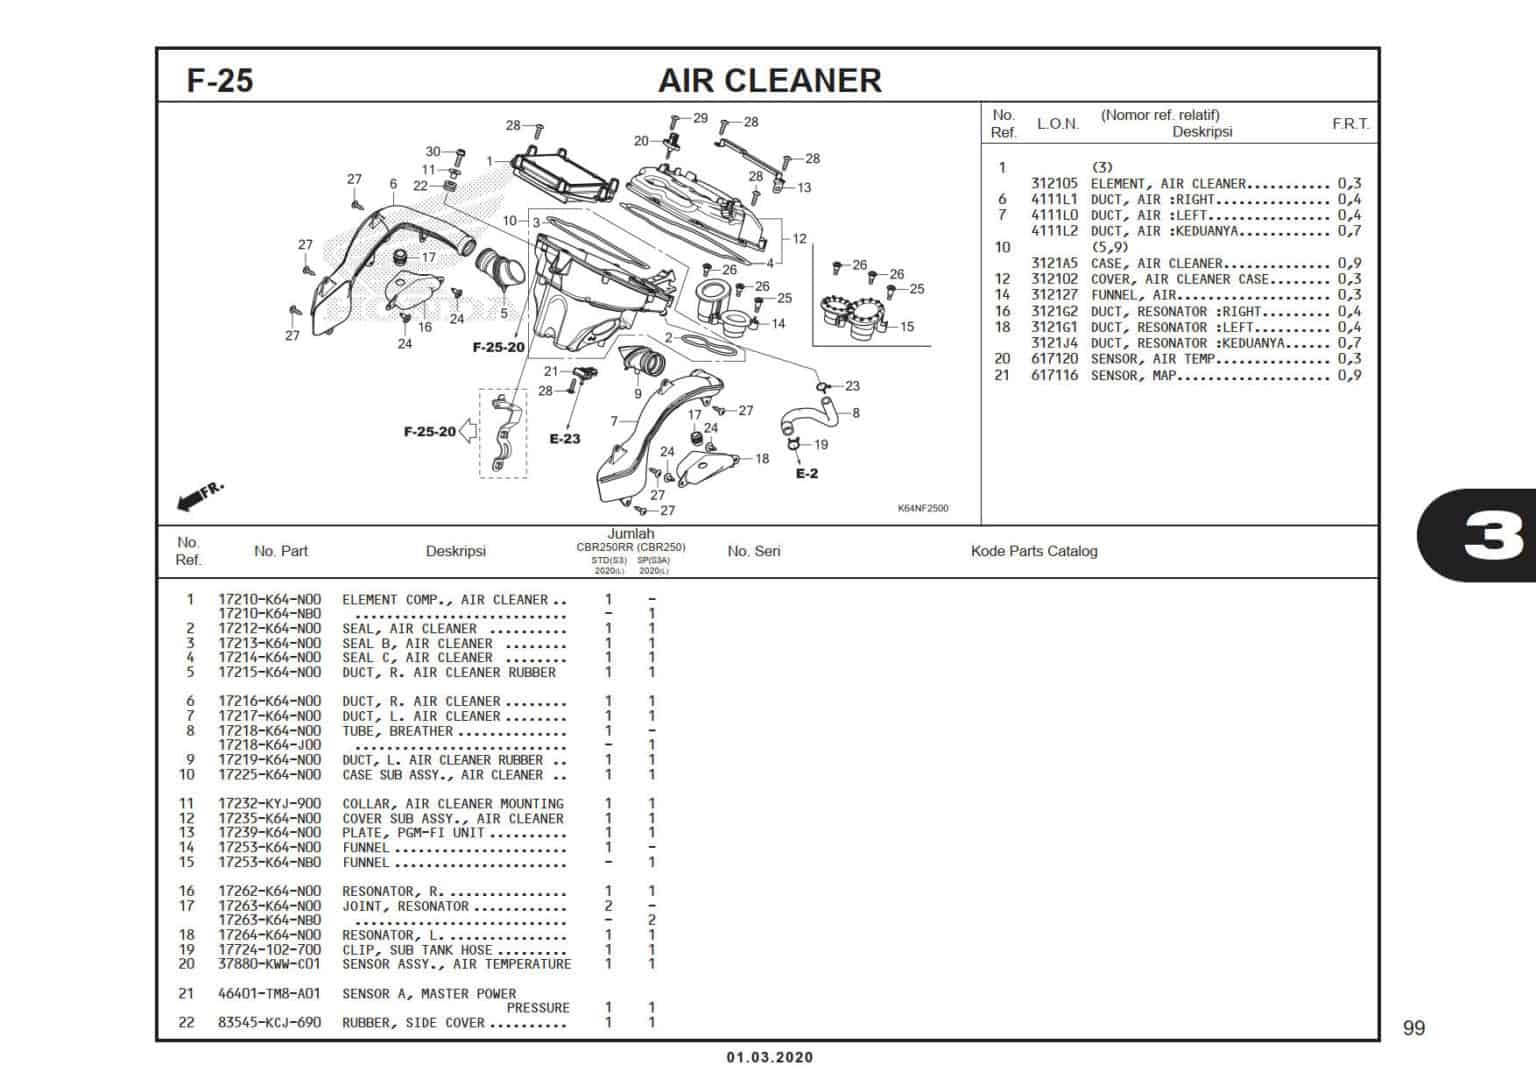 F-25
AIR CLEANER
28
30
11
22
1
27
6
27
17
27
16
24
24
5
10
3
F-25-20
29
20
28
28
28
13
12
4
26
26
25
14
2
26
26
25
15
21
28
E-23
9
F-25-20
7
17
24
24
27
27
27
18
23
8
19
E-2
FR.
K64NF2500
No. Ref.
L.O.N.
(Nomor ref. relatif)
Deskripsi
F.R.T.
1 (3)
312105 ELEMENT, AIR CLEANER........... 0,3
6 4111L1 DUCT, AIR :RIGHT............... 0,4
7 4111L0 DUCT, AIR :LEFT................ 0,4
4111L2 DUCT, AIR :KEDUANYA............ 0,7
10 (5,9)
3121A5 CASE, AIR CLEANER.............. 0,9
12 312102 COVER, AIR CLEANER CASE........ 0,3
14 312127 FUNNEL, AIR.................... 0,3
16 3121G2 DUCT, RESONATOR :RIGHT......... 0,4
18 3121G1 DUCT, RESONATOR :LEFT.......... 0,4
3121J4 DUCT, RESONATOR :KEDUANYA...... 0,7
20 617120 SENSOR, AIR TEMP............... 0,3
21 617116 SENSOR, MAP.................... 0,9
3
No. Ref.
No. Part
Deskripsi
Jumlah
CBR250RR (CBR250)
STD(S3) SP(S3A)
2020(L) 2020(L)
No. Seri
Kode Parts Catalog
1 17210-K64-N00 ELEMENT COMP., AIR CLEANER .. 1 -
17210-K64-NB0 ........................... - 1
2 17212-K64-N00 SEAL, AIR CLEANER .......... 1 1
3 17213-K64-N00 SEAL B, AIR CLEANER ........ 1 1
4 17214-K64-N00 SEAL C, AIR CLEANER ........ 1 1
5 17215-K64-N00 DUCT, R. AIR CLEANER RUBBER 1 1
6 17216-K64-N00 DUCT, R. AIR CLEANER ........ 1 1
7 17217-K64-N00 DUCT, L. AIR CLEANER ........ 1 1
8 17218-K64-N00 TUBE, BREATHER .............. 1 -
17218-K64-J00 ........................... - 1
9 17219-K64-N00 DUCT, L. AIR CLEANER RUBBER .. 1 1
10 17225-K64-N00 CASE SUB ASSY., AIR CLEANER .. 1 1
11 17232-KYJ-900 COLLAR, AIR CLEANER MOUNTING 1 1
12 17235-K64-N00 COVER SUB ASSY., AIR CLEANER 1 1
13 17239-K64-N00 PLATE, PGM-FI UNIT .......... 1 1
14 17253-K64-N00 FUNNEL ...................... 1 -
15 17253-K64-NB0 FUNNEL ...................... - 1
16 17262-K64-N00 RESONATOR, R. ............... 1 1
17 17263-K64-N00 JOINT, RESONATOR ............ 2 -
17263-K64-NB0 ........................... - 2
18 17264-K64-N00 RESONATOR, L. ............... 1 1
19 17724-102-700 CLIP, SUB TANK HOSE ......... 1 1
20 37880-KWW-C01 SENSOR ASSY., AIR TEMPERATURE 1 1
21 46401-TM8-A01 SENSOR A, MASTER POWER
PRESSURE 1 1
22 83545-KCJ-690 RUBBER, SIDE COVER .......... 1 1
99
01.03.2020